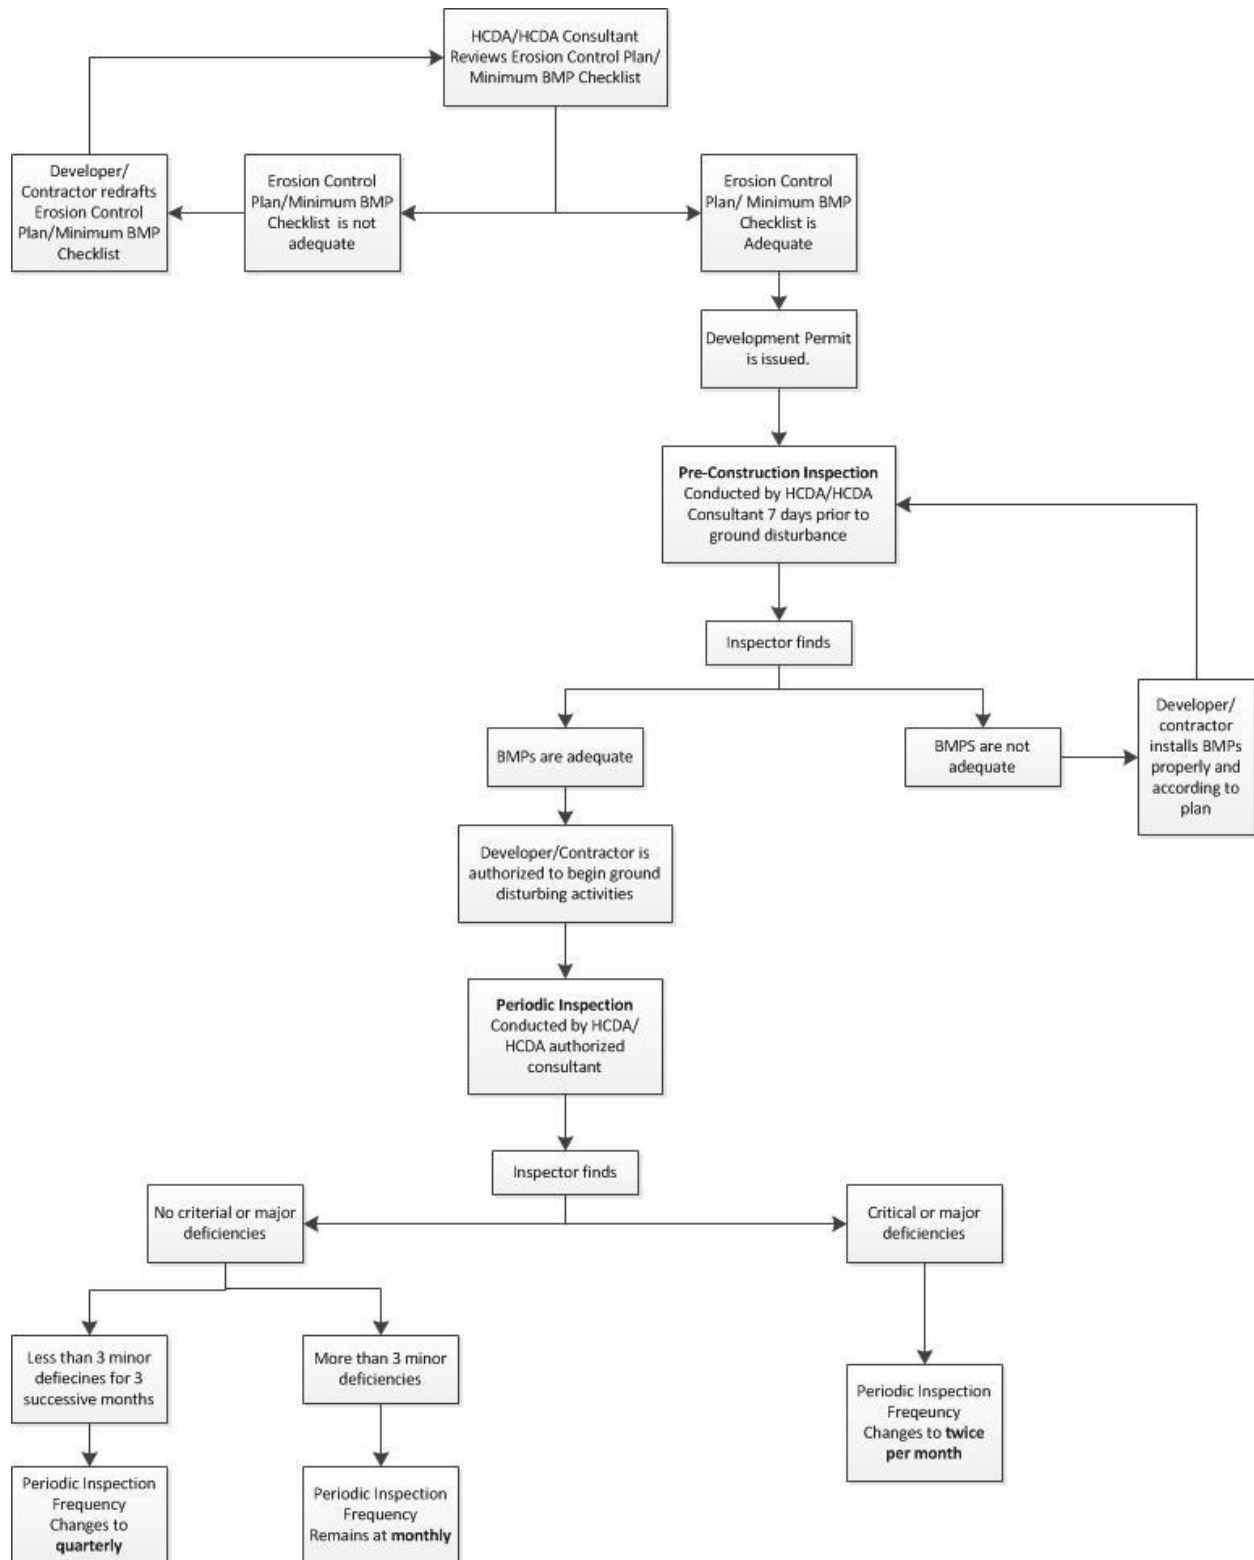 HCDA/HCDA Consultant
Reviews Erosion Control Plan/
Minimum BMP Checklist
Developer/
Contractor redrafts
Erosion Control
Plan/Minimum BMP
Checklist
Erosion Control
Plan/Minimum BMP
Checklist is not
adequate
Erosion Control
Plan/ Minimum BMP
Checklist is
Adequate
Development Permit
is issued.
Pre-Construction Inspection
Conducted by HCDA/HCDA
Consultant 7 days prior to
ground disturbance
Inspector finds
BMPs are adequate
BMPS are not
adequate
Developer/
contractor
installs BMPs
properly and
according to
plan
Developer/Contractor is
authorized to begin ground
disturbing activities
Periodic Inspection
Conducted by HCDA/
HCDA authorized
consultant
Inspector finds
No criterial or major
deficiencies
Critical or major
deficiencies
Less than 3 minor
defiecines for 3
successive months
More than 3 minor
deficiencies
Periodic Inspection
Freqeuncy
Changes to twice
per month
Periodic Inspection
Frequency
Changes to
quarterly
Periodic Inspection
Frequency
Remains at monthly